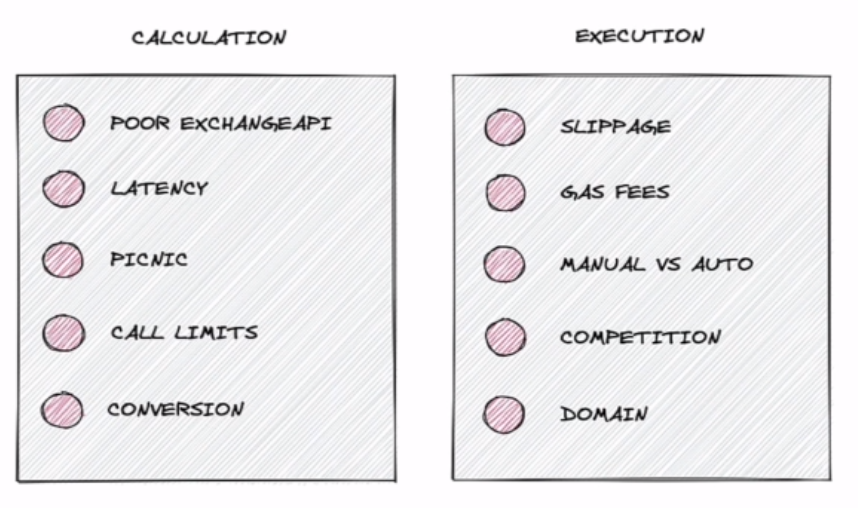 CALCULATION
POOR EXCHANGEAPI
LATENCY
PICNIC
CALL LIMITS
CONVERSION
EXECUTION
SLIPPAGE
GAS FEES
MANUAL VS AUTO
COMPETITION
DOMAIN